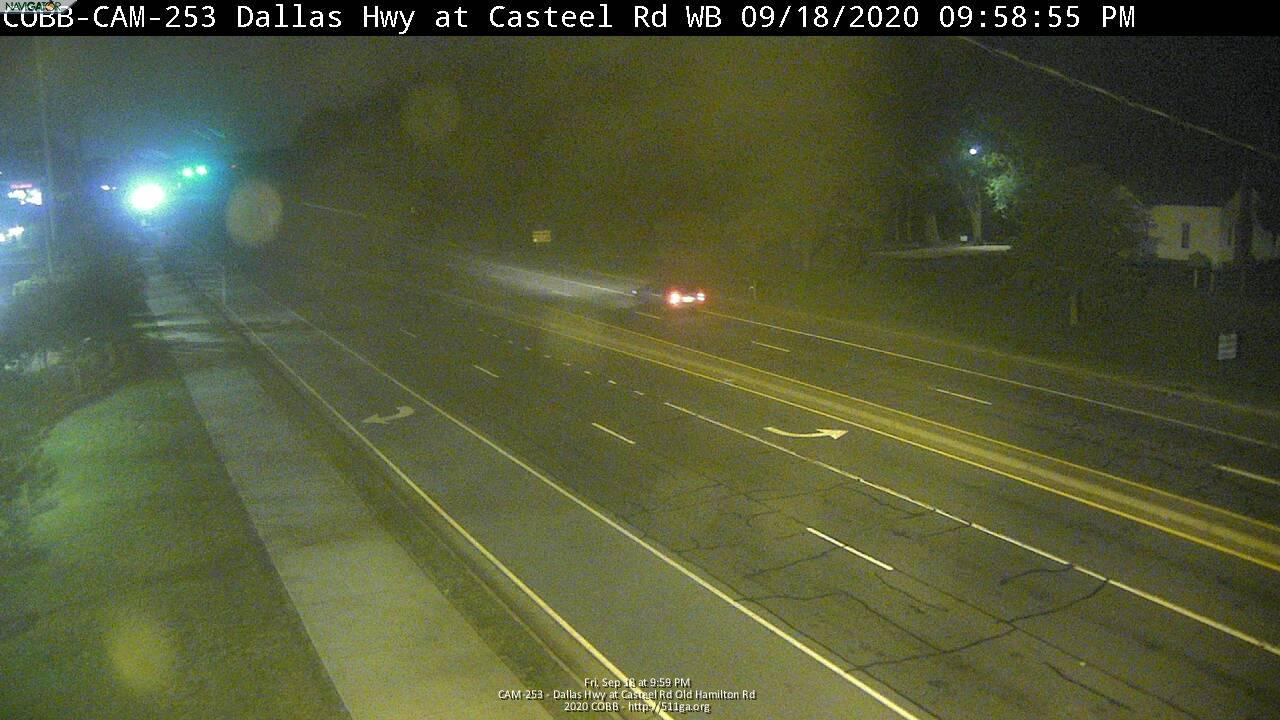 NAVIGATOR
COBB-CAM-253 Dallas Hwy at Casteel Rd WB 09/18/2020 09:58:55 PM
Fri, Sep 18 at 9:59 PM
CAM-253 - Dallas Hwy at Casteel Rd Old Hamilton Rd
2020 COBB - http://511ga.org